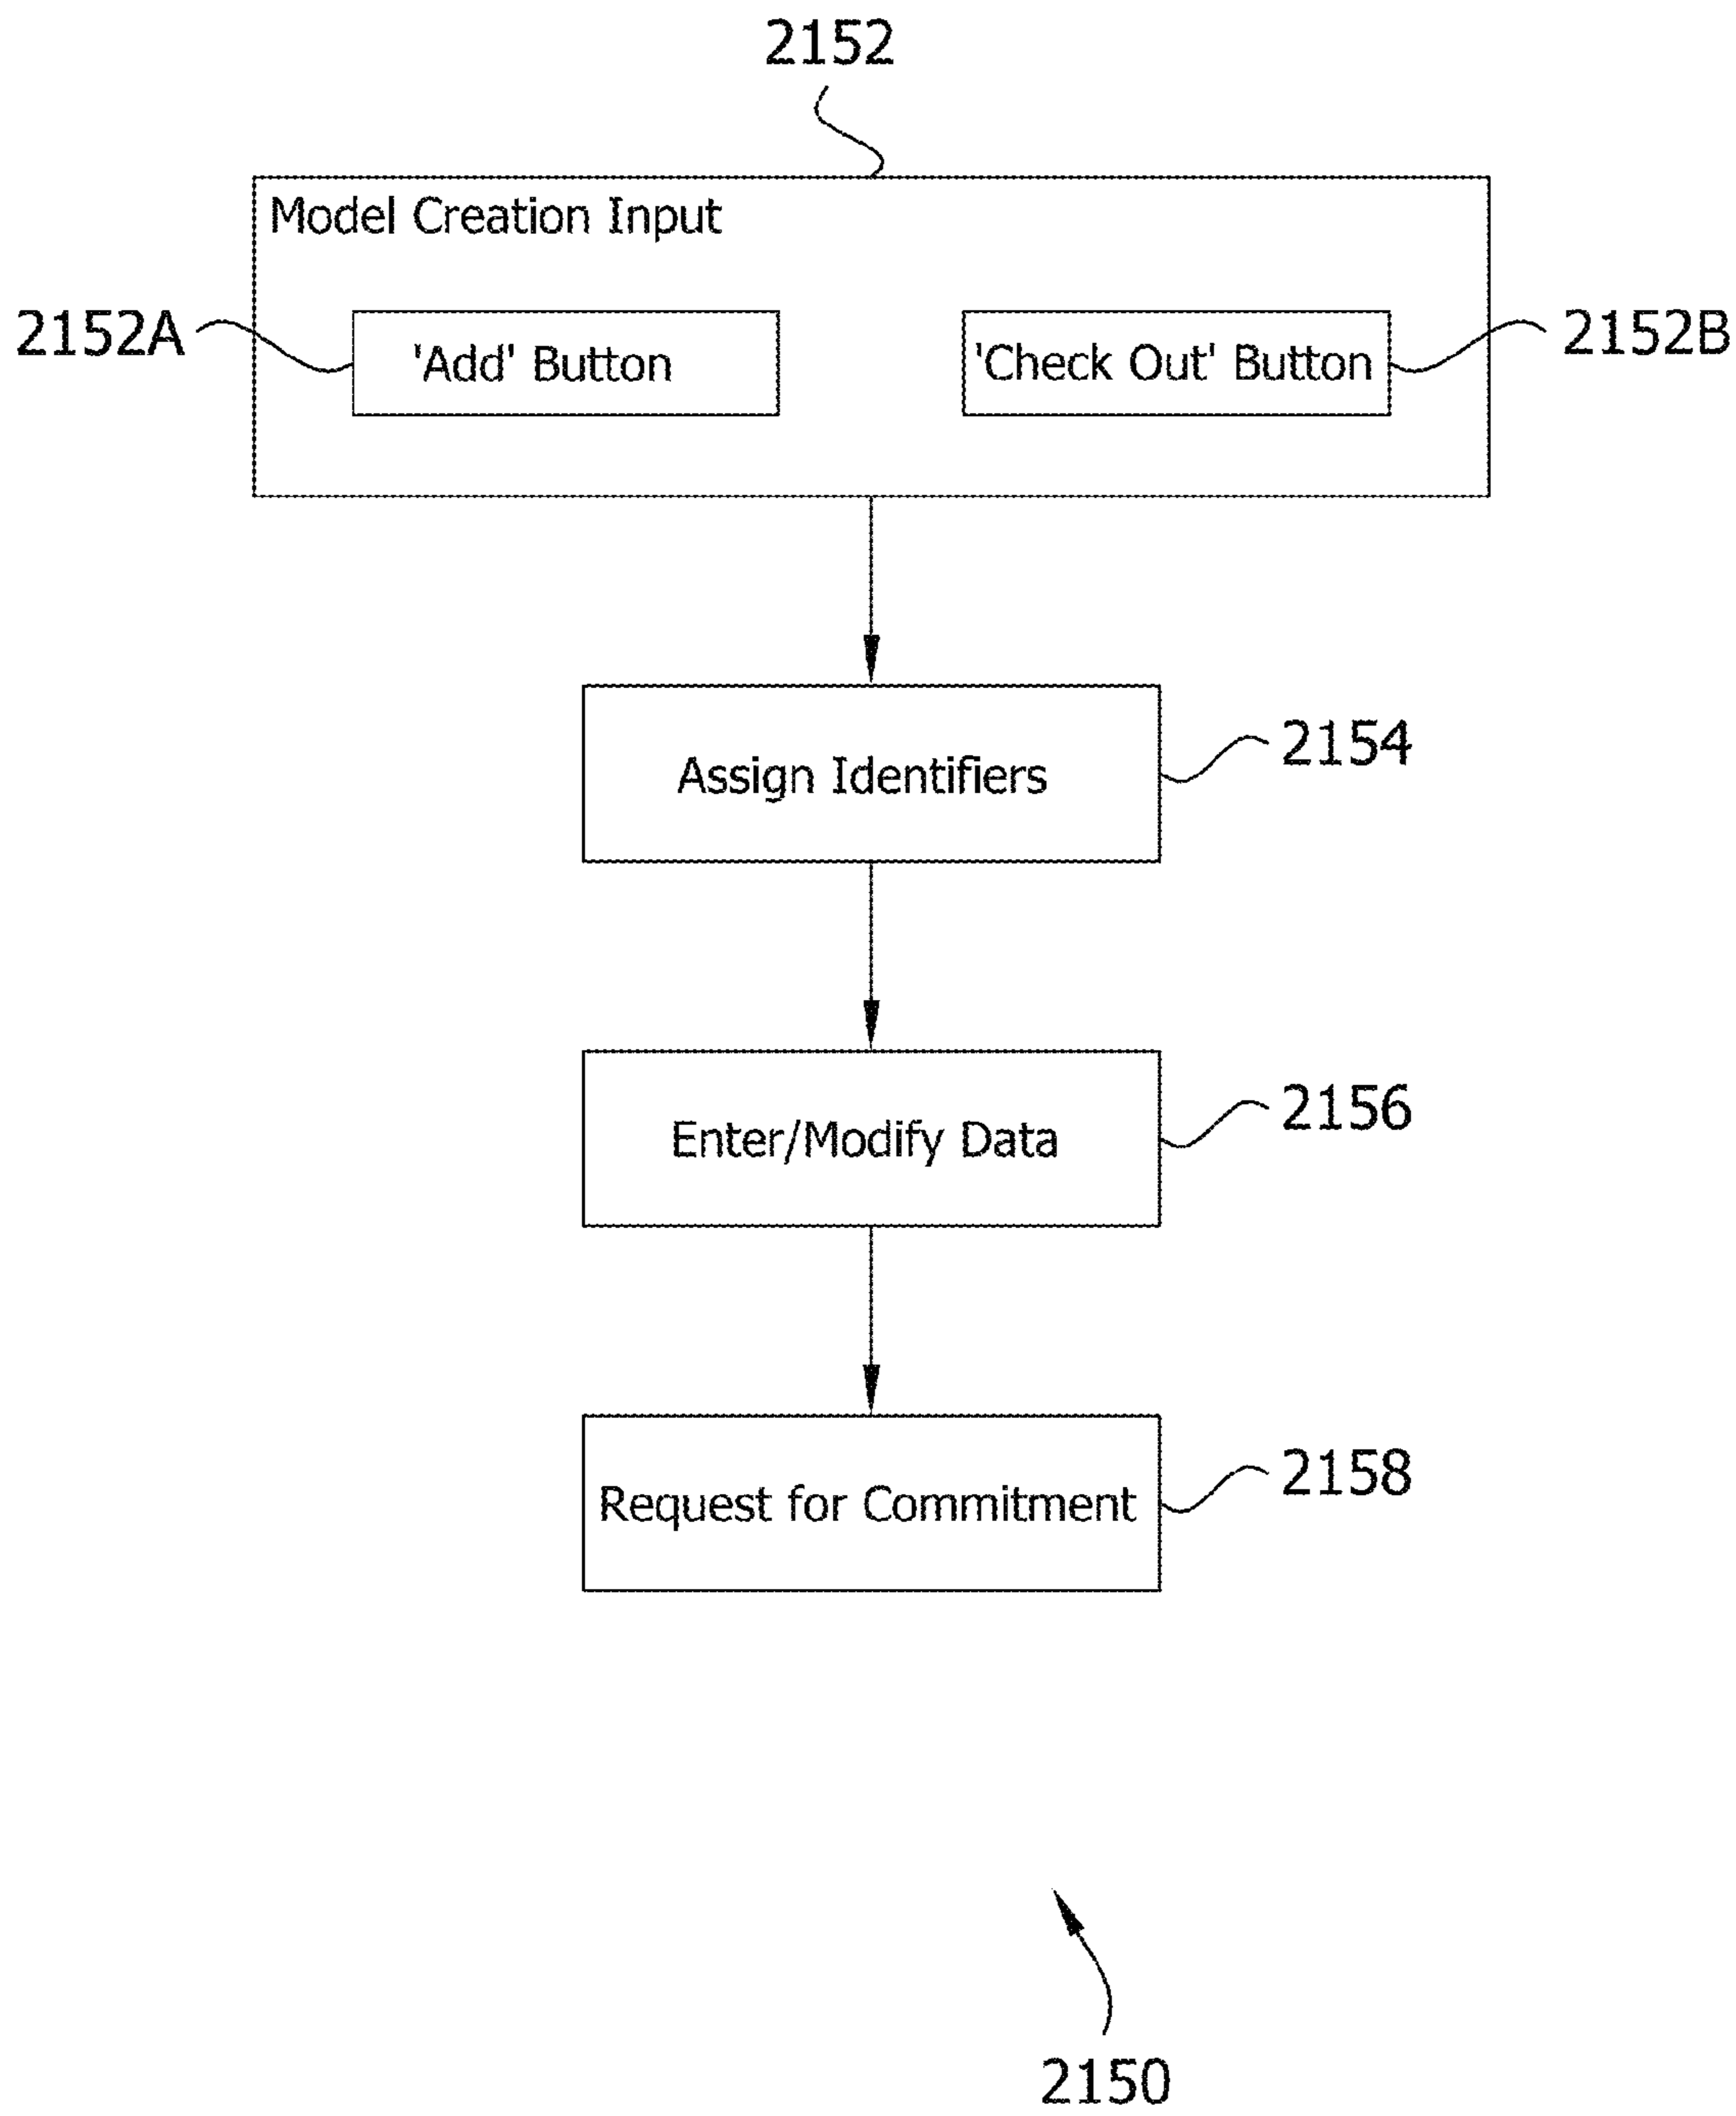 2152
Model Creation Input
2152A
'Add' Button
'Check Out' Button
2152B
Assign Identifiers
2154
Enter/Modify Data
2156
Request for Commitment
2158
2150